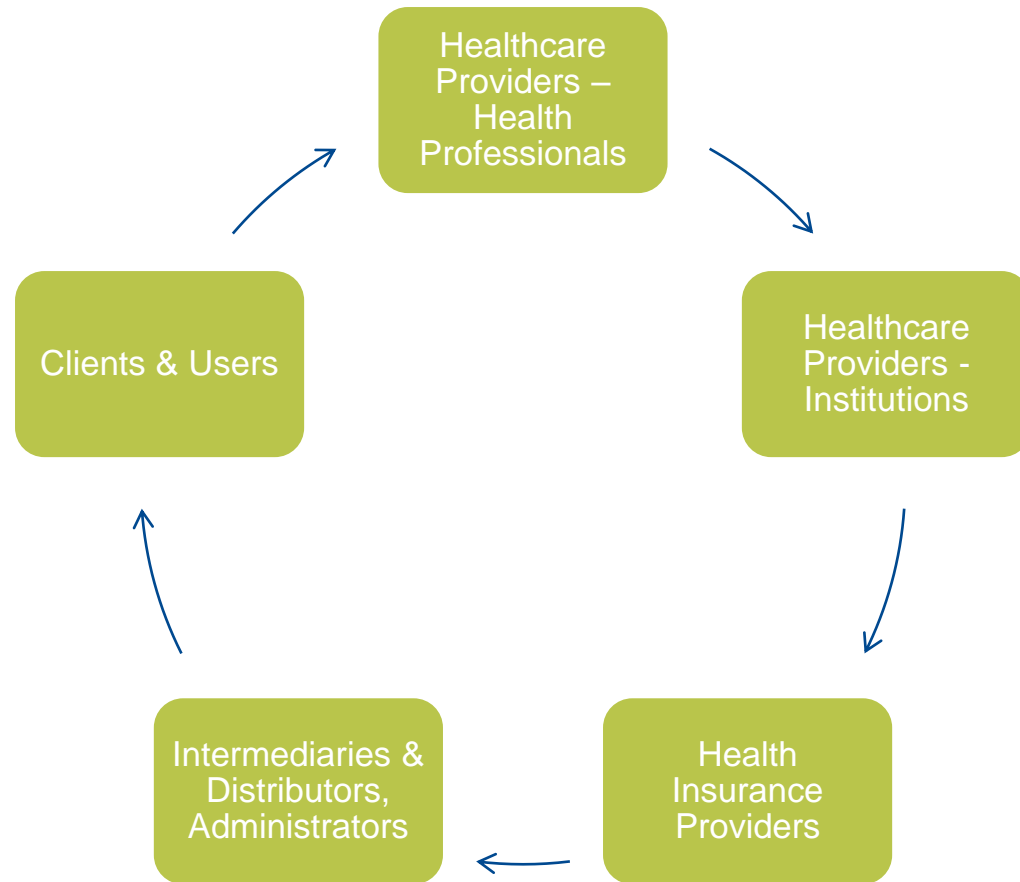 Healthcare
Providers –
Health
Professionals
Healthcare
Providers -
Institutions
Health
Insurance
Providers
Intermediaries &
Distributors,
Administrators
Clients & Users